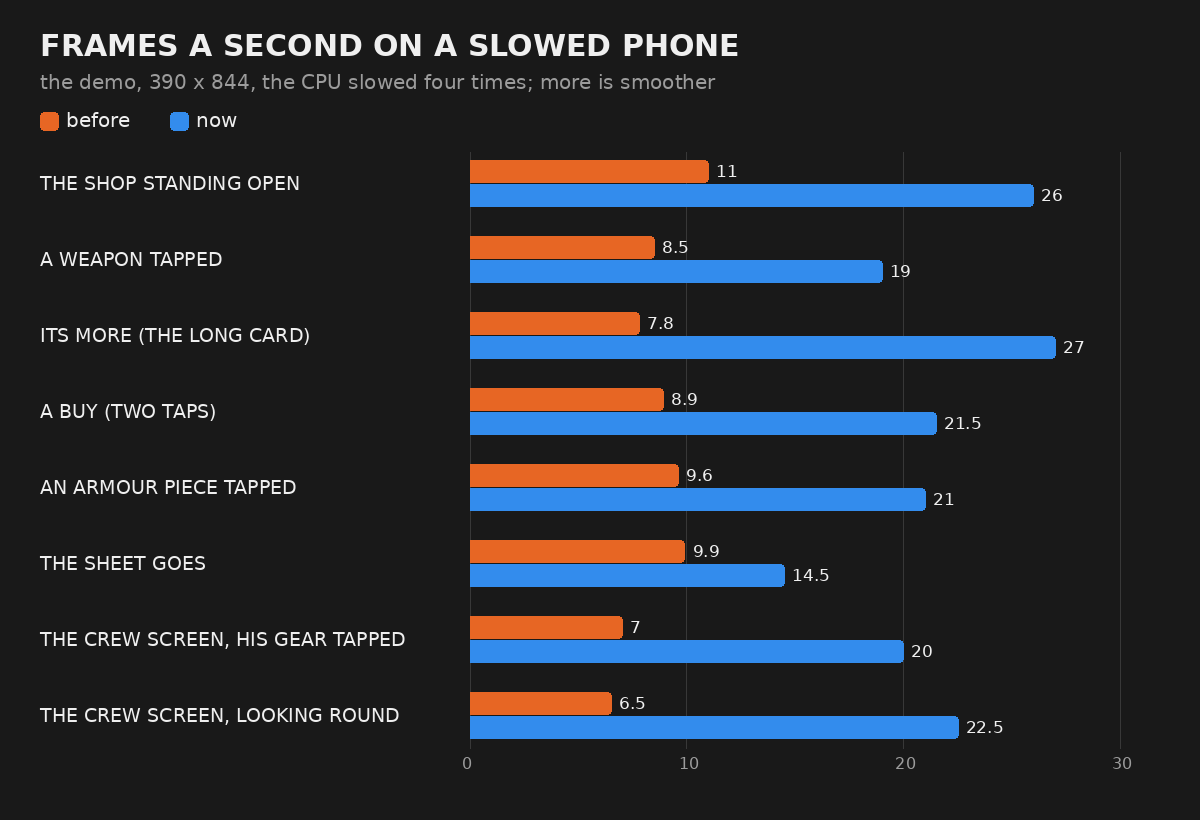 FRAMES A SECOND ON A SLOWED PHONE
the demo, 390 x 844, the CPU slowed four times; more is smoother
before now
THE SHOP STANDING OPEN
11
26
A WEAPON TAPPED
8.5
19
ITS MORE (THE LONG CARD)
7.8
27
A BUY (TWO TAPS)
8.9
21.5
AN ARMOUR PIECE TAPPED
9.6
21
THE SHEET GOES
9.9
14.5
THE CREW SCREEN, HIS GEAR TAPPED
7
20
THE CREW SCREEN, LOOKING ROUND
6.5
22.5
0 10 20 30